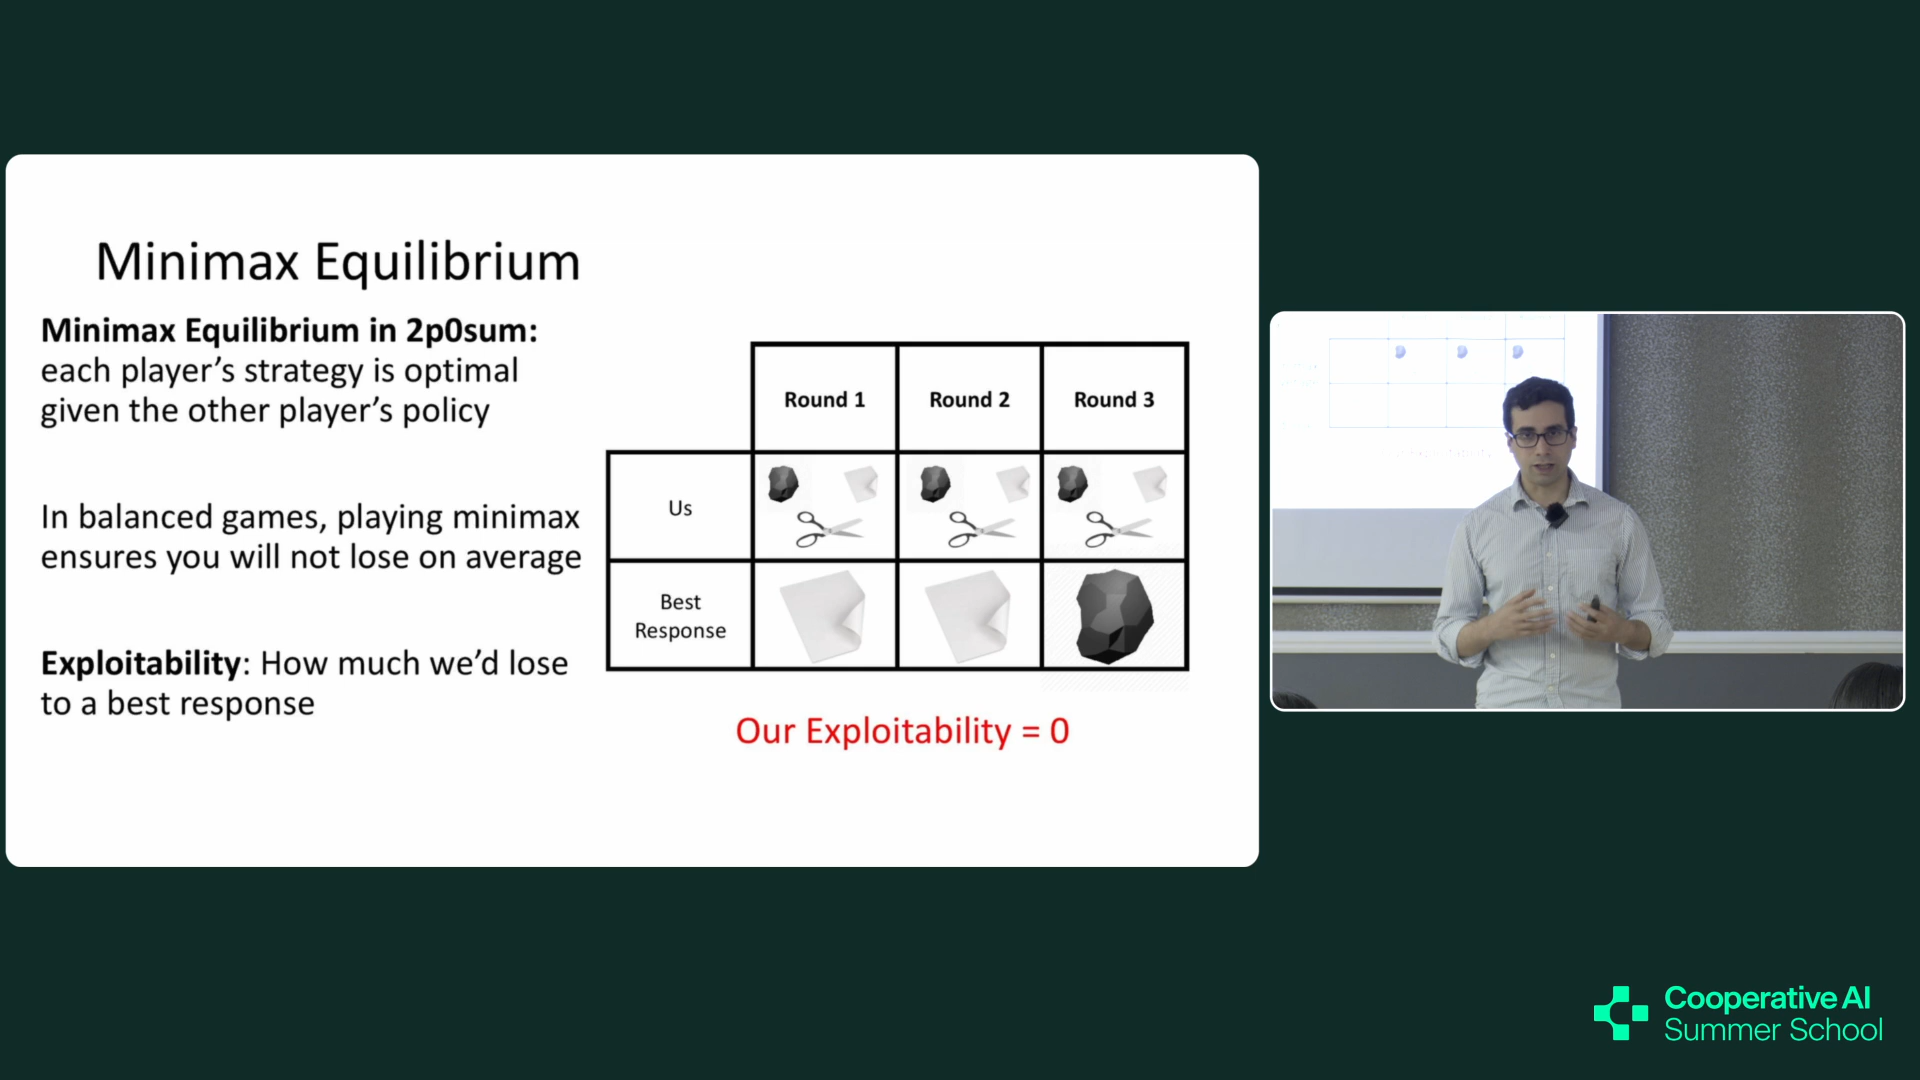 Minimax Equilibrium
Minimax Equilibrium in 2p0sum:
each player's strategy is optimal
given the other player's policy
In balanced games, playing minimax
ensures you will not lose on average
Exploitability: How much we'd lose
to a best response
Round 1
Round 2
Round 3
Us
Best
Response
Our Exploitability = 0
Cooperative AI
Summer School